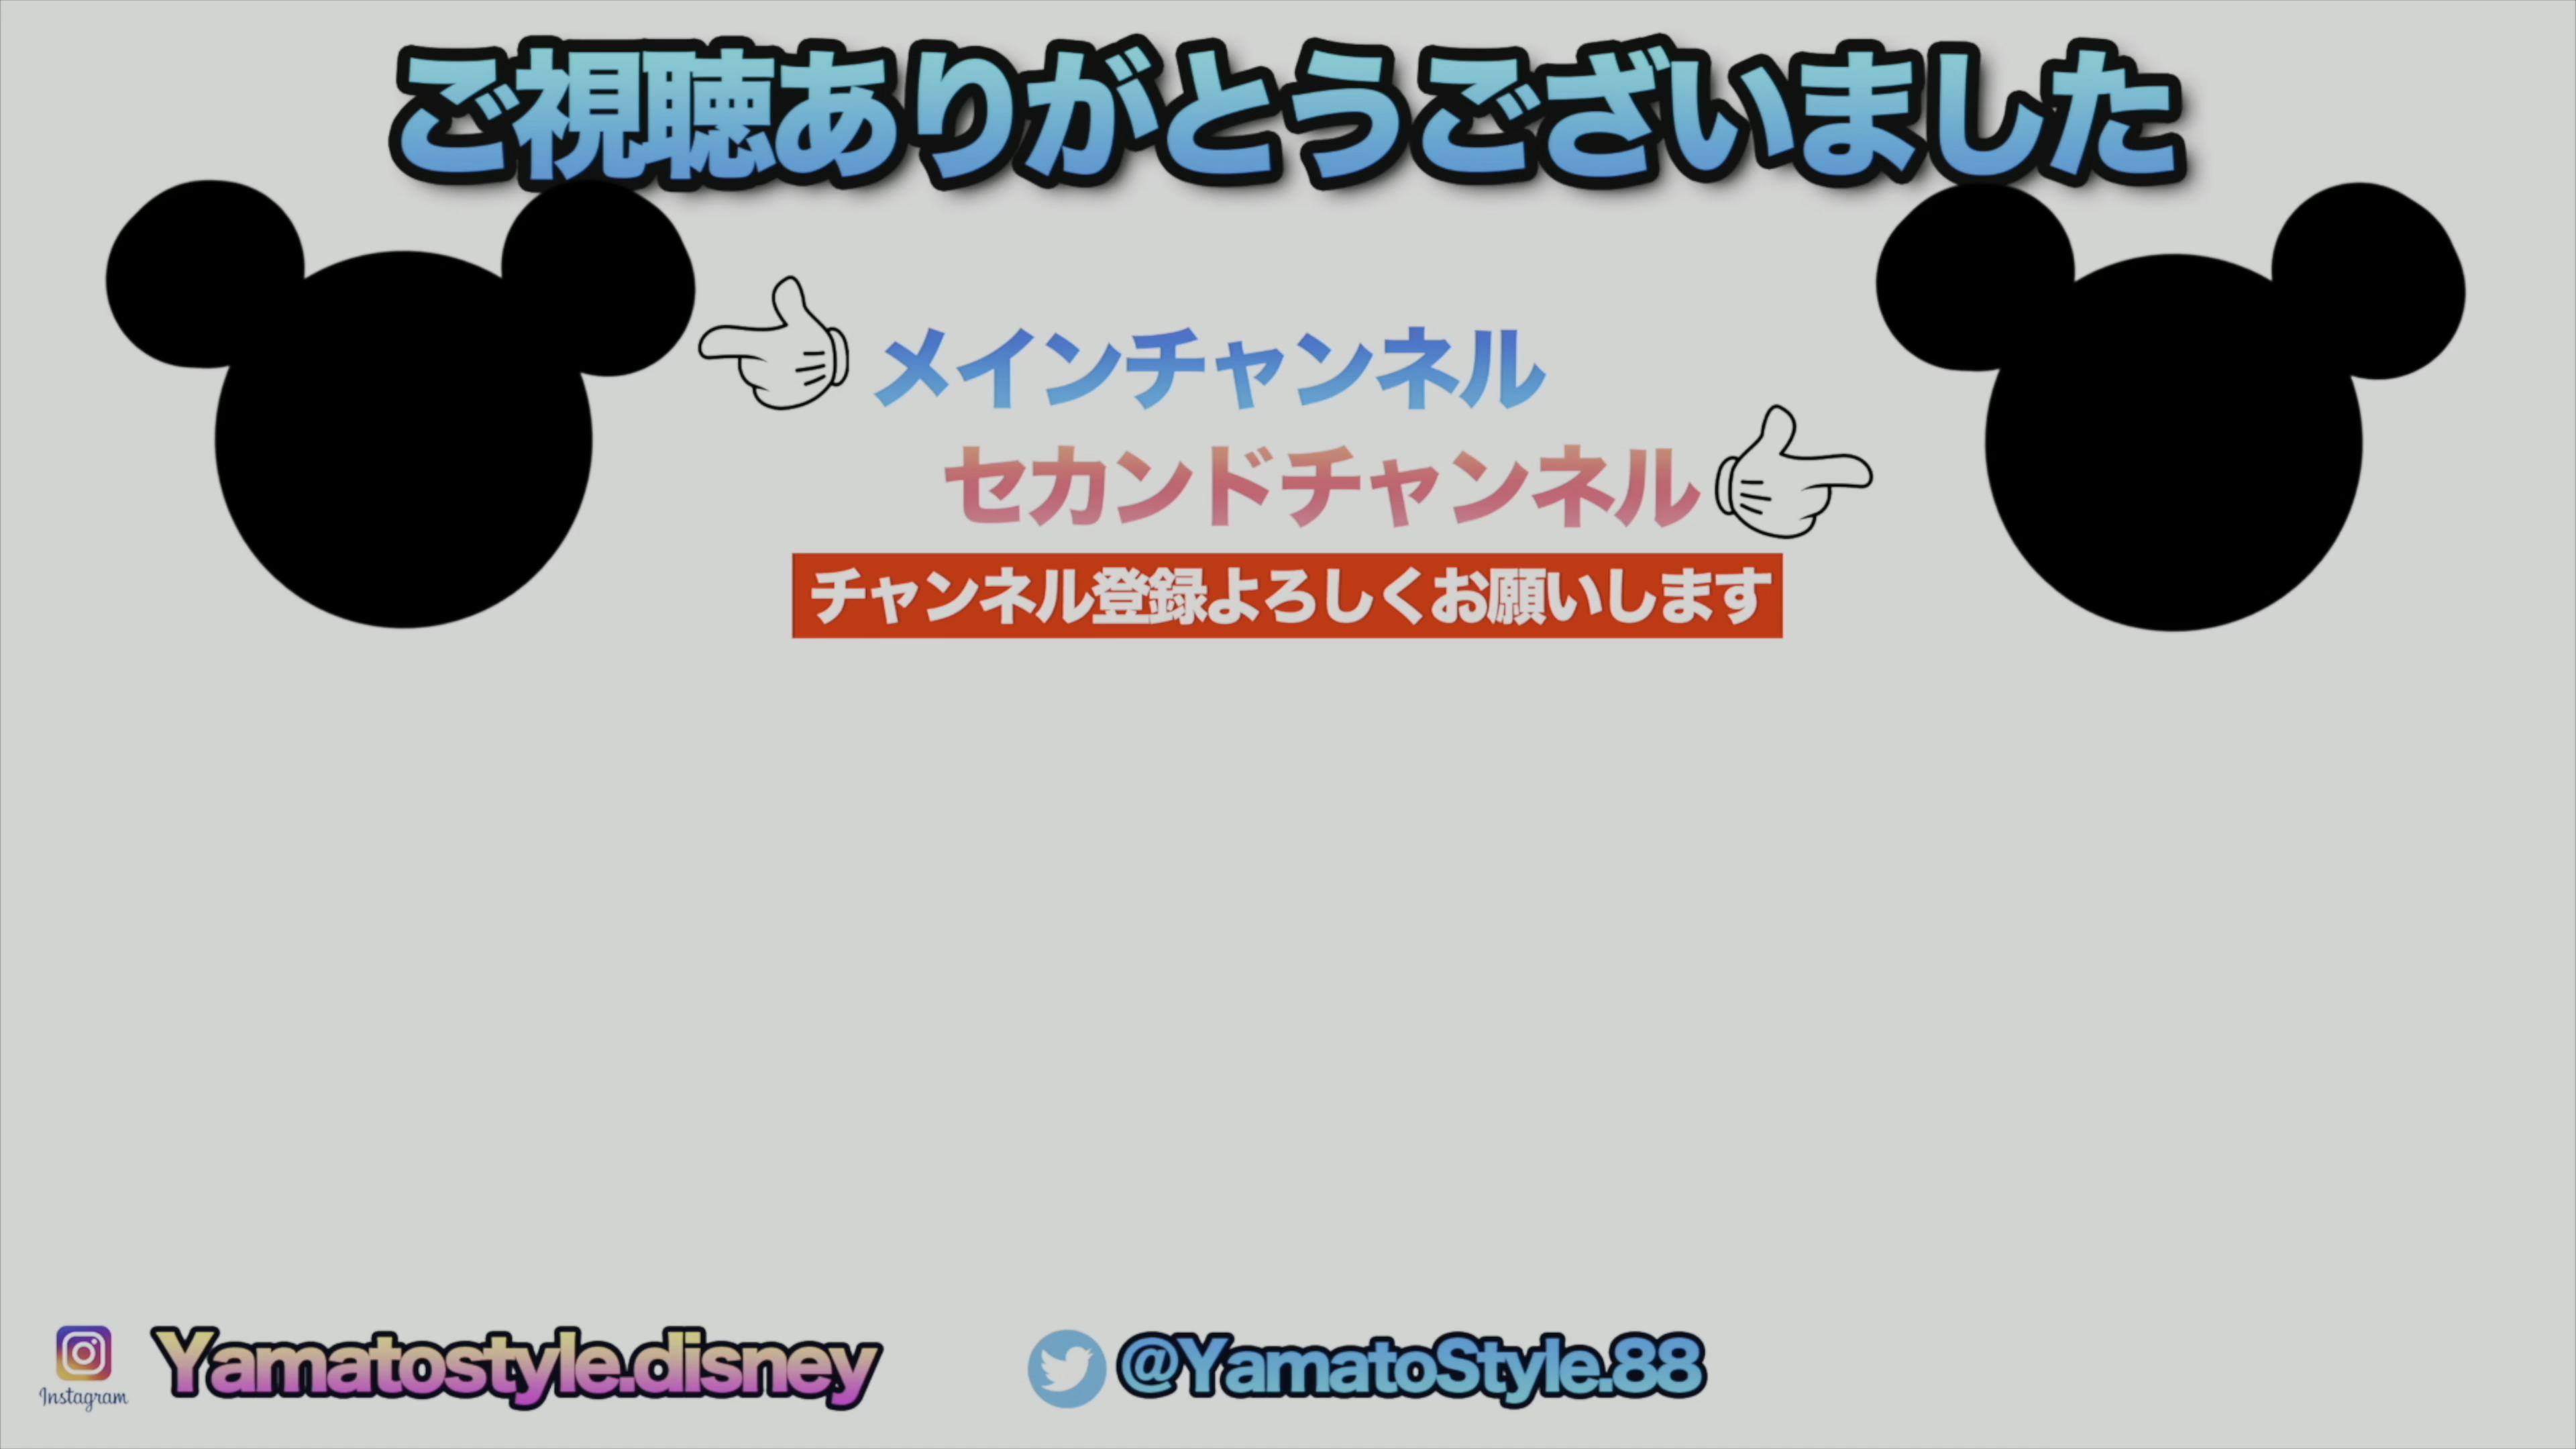 ご視聴ありがとうございました
メインチャンネル
セカンドチャンネル
チャンネル登録よろしくお願いします
Instagram
Yamatostyle.disney
@YamatoStyle.88